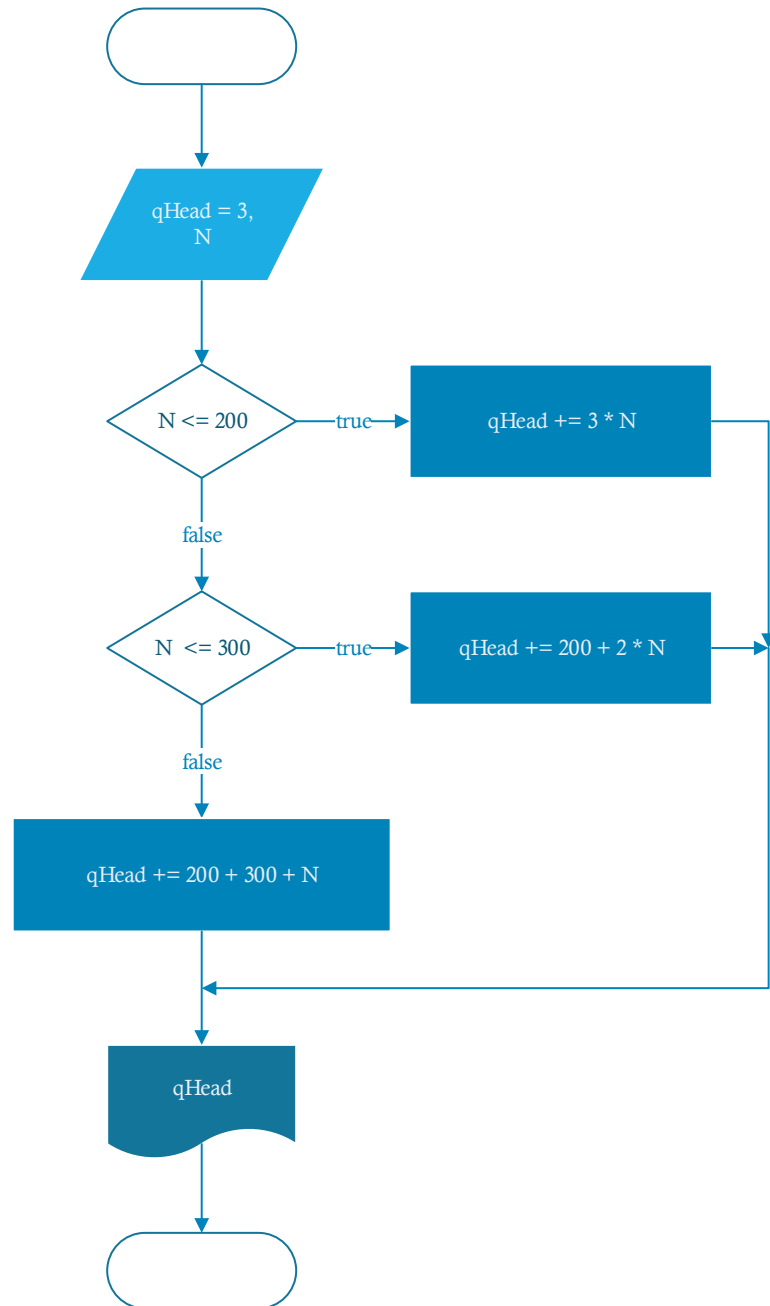 qHead = 3,
N
N <= 200
true
qHead += 3 * N
false
N  <= 300
true
qHead += 200 + 2 * N
false
qHead += 200 + 300 + N
qHead